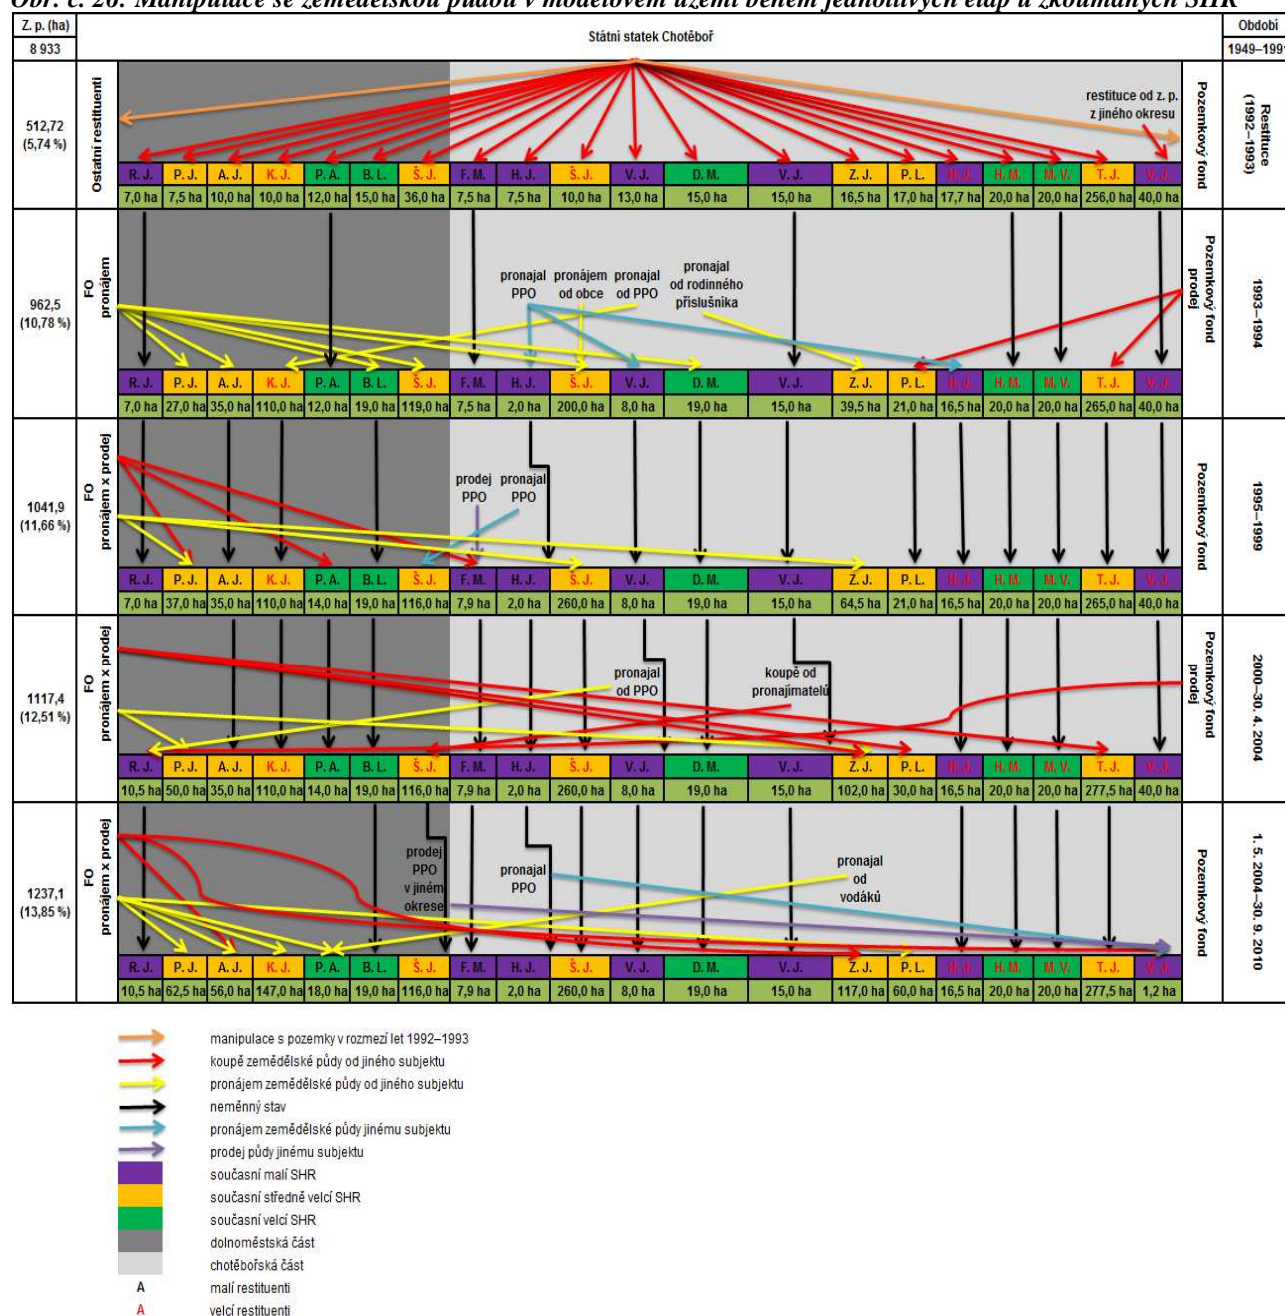 Obr. č. 26: Manipulace se zemědělskou půdou v modelovém území během jednotlivých etap u zkoumaných SHR
Z. p. (ha)
8 933
Státní statek Chotěboř
Období
1949–1991
512,72
(5,74 %)
Ostatní restituenti
restituce od z. p.
z jiného okresu
Pozemkový fond
Restituce
(1992–1993)
R. J. P. J. A. J. K. J. P. A. B. L. Š. J. F. M. H. J. Š. J. V. J. D. M. V. J. Z. J. P. L. H. J. H. M. M. V. T. J. V. J.
7,0 ha 7,5 ha 10,0 ha 10,0 ha 12,0 ha 15,0 ha 36,0 ha 7,5 ha 7,5 ha 10,0 ha 13,0 ha 15,0 ha 15,0 ha 16,5 ha 17,0 ha 17,7 ha 20,0 ha 20,0 ha 256,0 ha 40,0 ha
962,5
(10,78 %)
FO
pronájem
pronajal
PPO
pronájem
od obce
pronajal
od PPO
pronajal
od rodinného
příslušníka
Pozemkový fond
prodej
1993–1994
R. J. P. J. A. J. K. J. P. A. B. L. Š. J. F. M. H. J. Š. J. V. J. D. M. V. J. Z. J. P. L. H. J. H. M. M. V. T. J. V. J.
7,0 ha 27,0 ha 35,0 ha 110,0 ha 12,0 ha 19,0 ha 119,0 ha 7,5 ha 2,0 ha 200,0 ha 8,0 ha 19,0 ha 15,0 ha 39,5 ha 21,0 ha 16,5 ha 20,0 ha 20,0 ha 265,0 ha 40,0 ha
1041,9
(11,66 %)
FO
pronájem x prodej
prodej
PPO
pronajal
PPO
Pozemkový fond
1995–1999
R. J. P. J. A. J. K. J. P. A. B. L. Š. J. F. M. H. J. Š. J. V. J. D. M. V. J. Z. J. P. L. H. J. H. M. M. V. T. J. V. J.
7,0 ha 37,0 ha 35,0 ha 110,0 ha 14,0 ha 19,0 ha 116,0 ha 7,9 ha 2,0 ha 260,0 ha 8,0 ha 19,0 ha 15,0 ha 64,5 ha 21,0 ha 16,5 ha 20,0 ha 20,0 ha 265,0 ha 40,0 ha
1117,4
(12,51 %)
FO
pronájem x prodej
pronajal
od PPO
koupě od
pronajímatelů
Pozemkový fond
prodej
2000–30. 4. 2004
R. J. P. J. A. J. K. J. P. A. B. L. Š. J. F. M. H. J. Š. J. V. J. D. M. V. J. Z. J. P. L. H. J. H. M. M. V. T. J. V. J.
10,5 ha 50,0 ha 35,0 ha 110,0 ha 14,0 ha 19,0 ha 116,0 ha 7,9 ha 2,0 ha 260,0 ha 8,0 ha 19,0 ha 15,0 ha 102,0 ha 30,0 ha 16,5 ha 20,0 ha 20,0 ha 277,5 ha 40,0 ha
1237,1
(13,85 %)
FO
pronájem x prodej
prodej
PPO
v jiném
okrese
pronajal
PPO
pronajal
od
vodáků
Pozemkový fond
1. 5. 2004–30. 9. 2010
R. J. P. J. A. J. K. J. P. A. B. L. Š. J. F. M. H. J. Š. J. V. J. D. M. V. J. Z. J. P. L. H. J. H. M. M. V. T. J. V. J.
10,5 ha 62,5 ha 56,0 ha 147,0 ha 18,0 ha 19,0 ha 116,0 ha 7,9 ha 2,0 ha 260,0 ha 8,0 ha 19,0 ha 15,0 ha 117,0 ha 60,0 ha 16,5 ha 20,0 ha 20,0 ha 277,5 ha 1,2 ha
manipulace s pozemky v rozmezí let 1992–1993
koupě zemědělské půdy od jiného subjektu
pronájem zemědělské půdy od jiného subjektu
neměnný stav
pronájem zemědělské půdy jinému subjektu
prodej půdy jinému subjektu
současní malí SHR
současní středně velcí SHR
současní velcí SHR
dolnoměstská část
chotěbořská část
A malí restituenti
A velcí restituenti